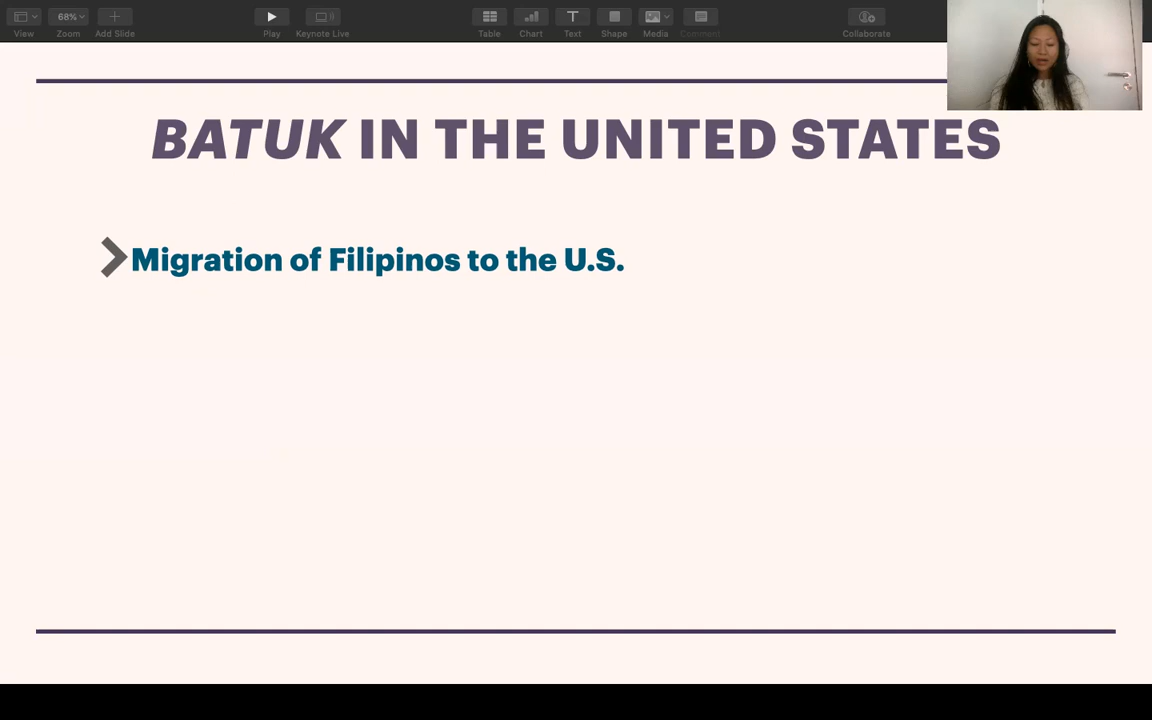 68%
View
Zoom
Add Slide
Play
Keynote Live
Table
Chart
Text
Shape
Media
Comment
Collaborate
BATUK IN THE UNITED STATES
Migration of Filipinos to the U.S.